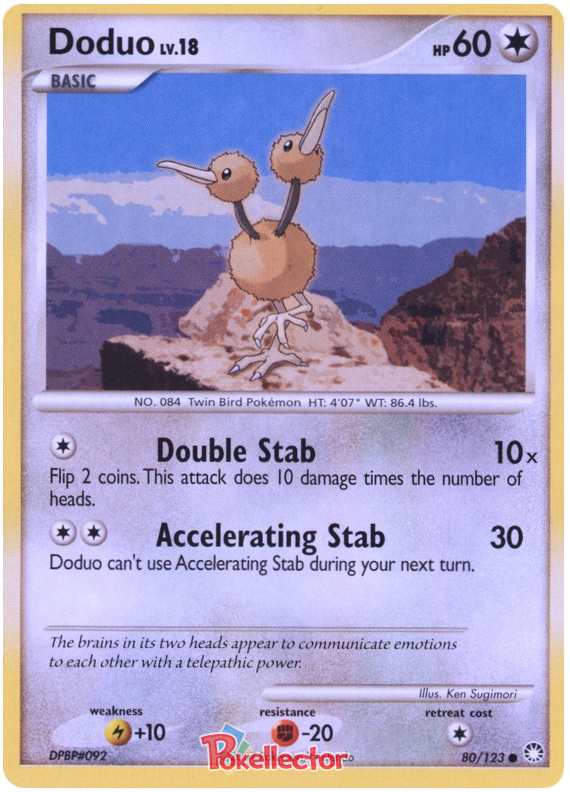 Doduo LV.18 HP 60
BASIC
NO. 084 Twin Bird Pokémon HT: 4'07" WT: 86.4 lbs.
Double Stab 10x
Flip 2 coins. This attack does 10 damage times the number of
heads.
Accelerating Stab 30
Doduo can't use Accelerating Stab during your next turn.
The brains in its two heads appear to communicate emotions
to each other with a telepathic power.
Illus. Ken Sugimori
weakness resistance retreat cost
+10 -20
DPBP#092 Pokellector 80/123